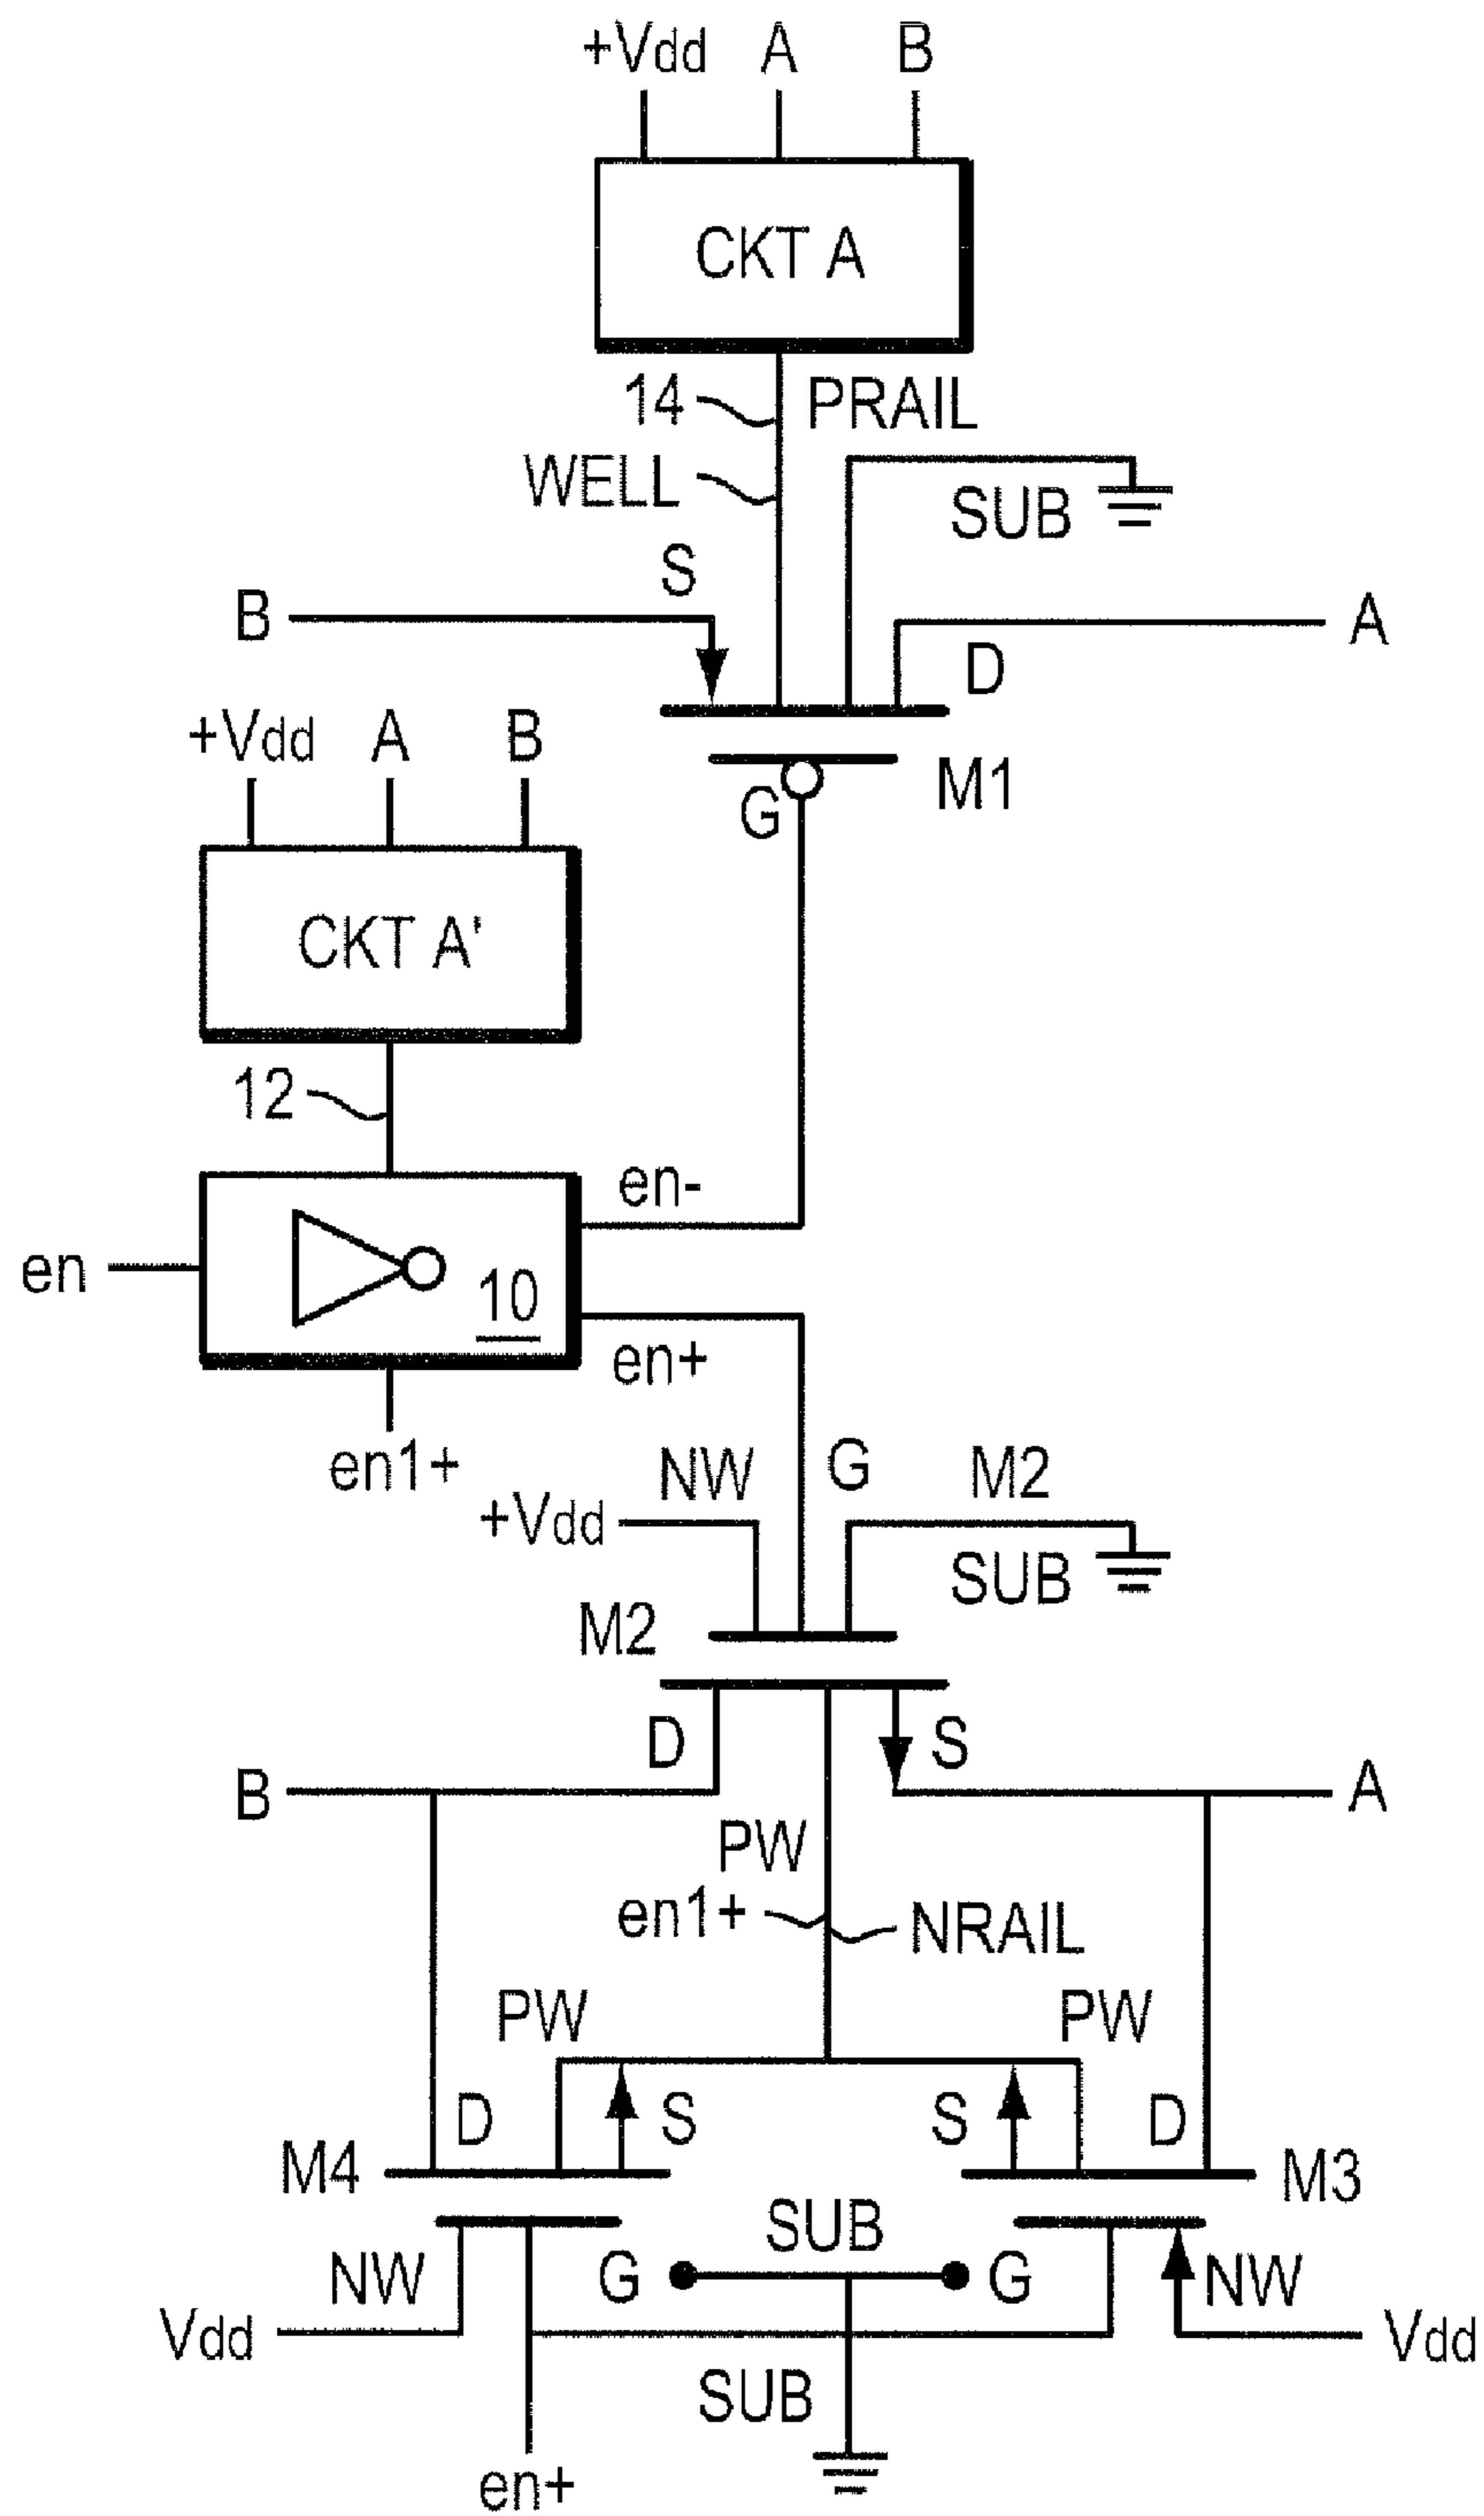 +Vdd A B
CKT A
14 PRAIL
WELL
SUB
S
B
A
D
+Vdd A B
M1
G
CKT A'
12
en-
en
10
en+
en1+
NW G M2
+Vdd
SUB
M2
D S
B
A
PW
en1+
NRAIL
PW PW
D S S D
M4 M3
SUB
NW G G NW
Vdd Vdd
SUB
en+